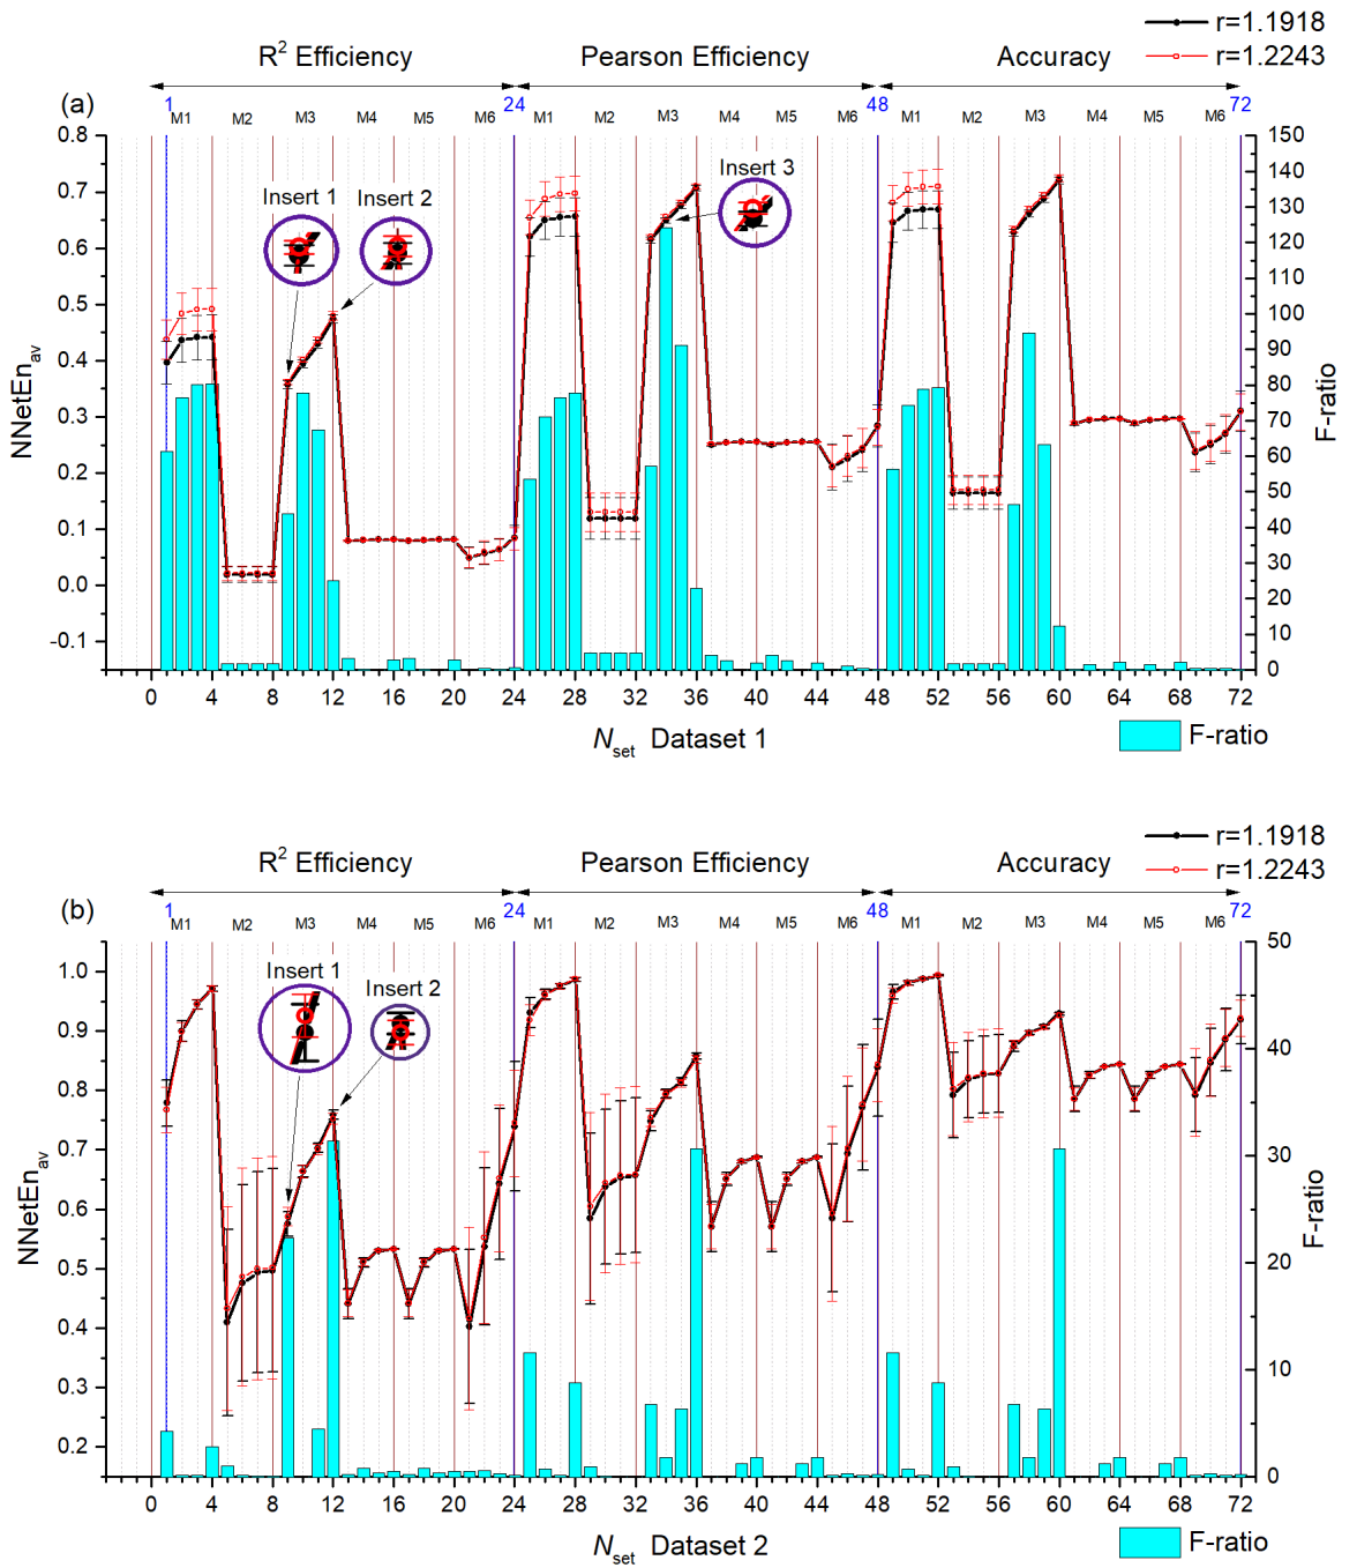 r=1.1918
r=1.2243
R² Efficiency Pearson Efficiency Accuracy
(a) 1 24 48 72
M1 M2 M3 M4 M5 M6 M1 M2 M3 M4 M5 M6 M1 M2 M3 M4 M5 M6
Insert 1 Insert 2 Insert 3
0.8
0.7
0.6
0.5
0.4
0.3
0.2
0.1
0.0
-0.1
NNetEn_av
150
140
130
120
110
100
90
80
70
60
50
40
30
20
10
0
F-ratio
0 4 8 12 16 20 24 28 32 36 40 44 48 52 56 60 64 68 72
N_set Dataset 1
F-ratio
r=1.1918
r=1.2243
R² Efficiency Pearson Efficiency Accuracy
(b) 1 24 48 72
M1 M2 M3 M4 M5 M6 M1 M2 M3 M4 M5 M6 M1 M2 M3 M4 M5 M6
Insert 1 Insert 2
1.0
0.9
0.8
0.7
0.6
0.5
0.4
0.3
0.2
NNetEn_av
50
40
30
20
10
0
F-ratio
0 4 8 12 16 20 24 28 32 36 40 44 48 52 56 60 64 68 72
N_set Dataset 2
F-ratio